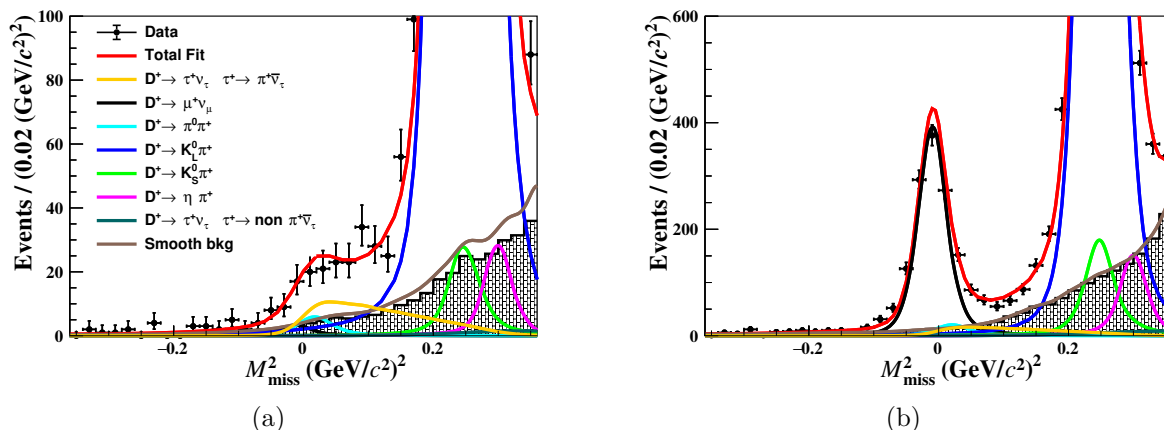 100
80
60
40
20
0
Events / (0.02 (GeV/c²)²
Data
Total Fit
D⁺→ τ⁺ν_τ τ⁺→ π⁺ν̅_τ
D⁺→ μ⁺ν_μ
D⁺→ π⁰π⁺
D⁺→ K⁰_Lπ⁺
D⁺→ K⁰_Sπ⁺
D⁺→ η π⁺
D⁺→ τ⁺ν_τ τ⁺→ non π⁺ν̅_τ
Smooth bkg
−0.2 0 0.2
M²_miss (GeV/c²)²
(a)
600
400
200
0
Events / (0.02 (GeV/c²)²
−0.2 0 0.2
M²_miss (GeV/c²)²
(b)